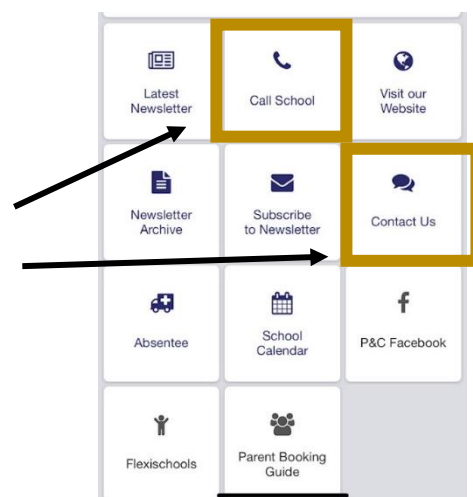 Latest
Newsletter
Call School
Visit our
Website
Newsletter
Archive
Subscribe
to Newsletter
Contact Us
Absentee
School
Calendar
P&C Facebook
Flexischools
Parent Booking
Guide